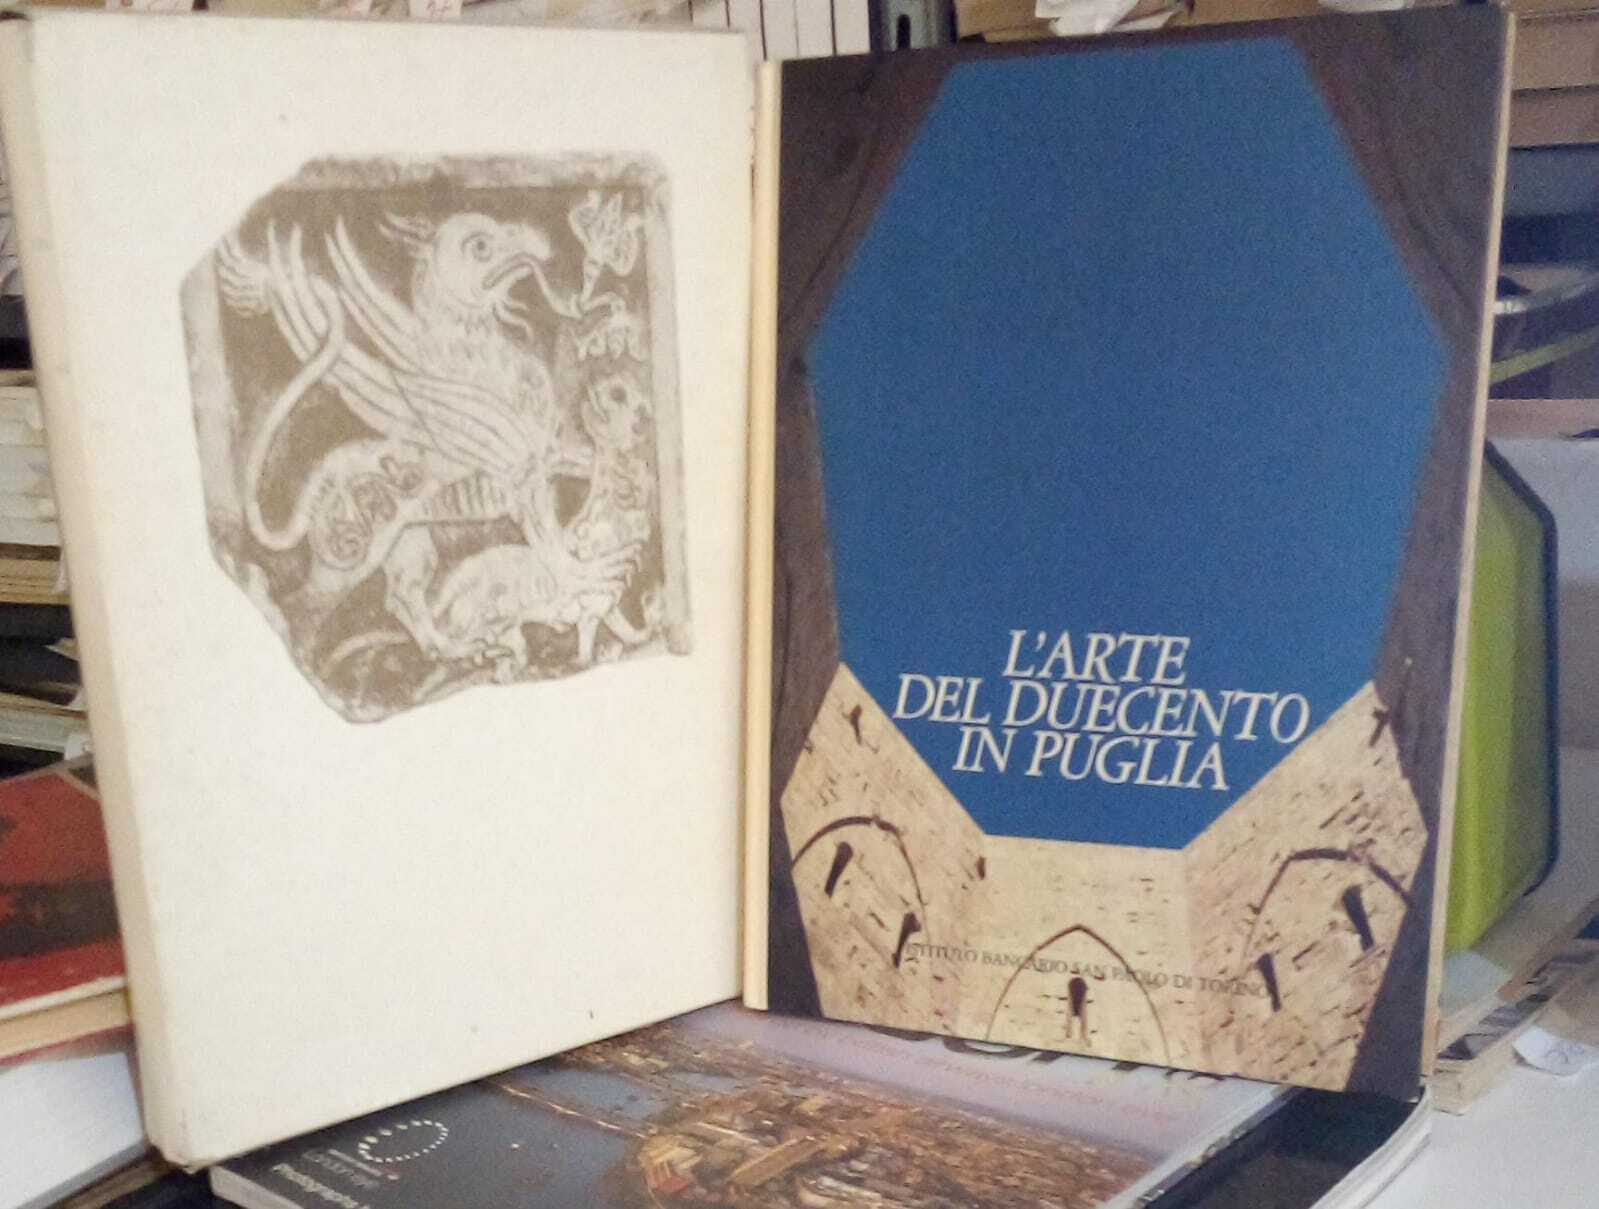 L'ARTE
DEL DUECENTO
IN PUGLIA
ISTITUTO BANCARIO SAN PAOLO DI TORINO